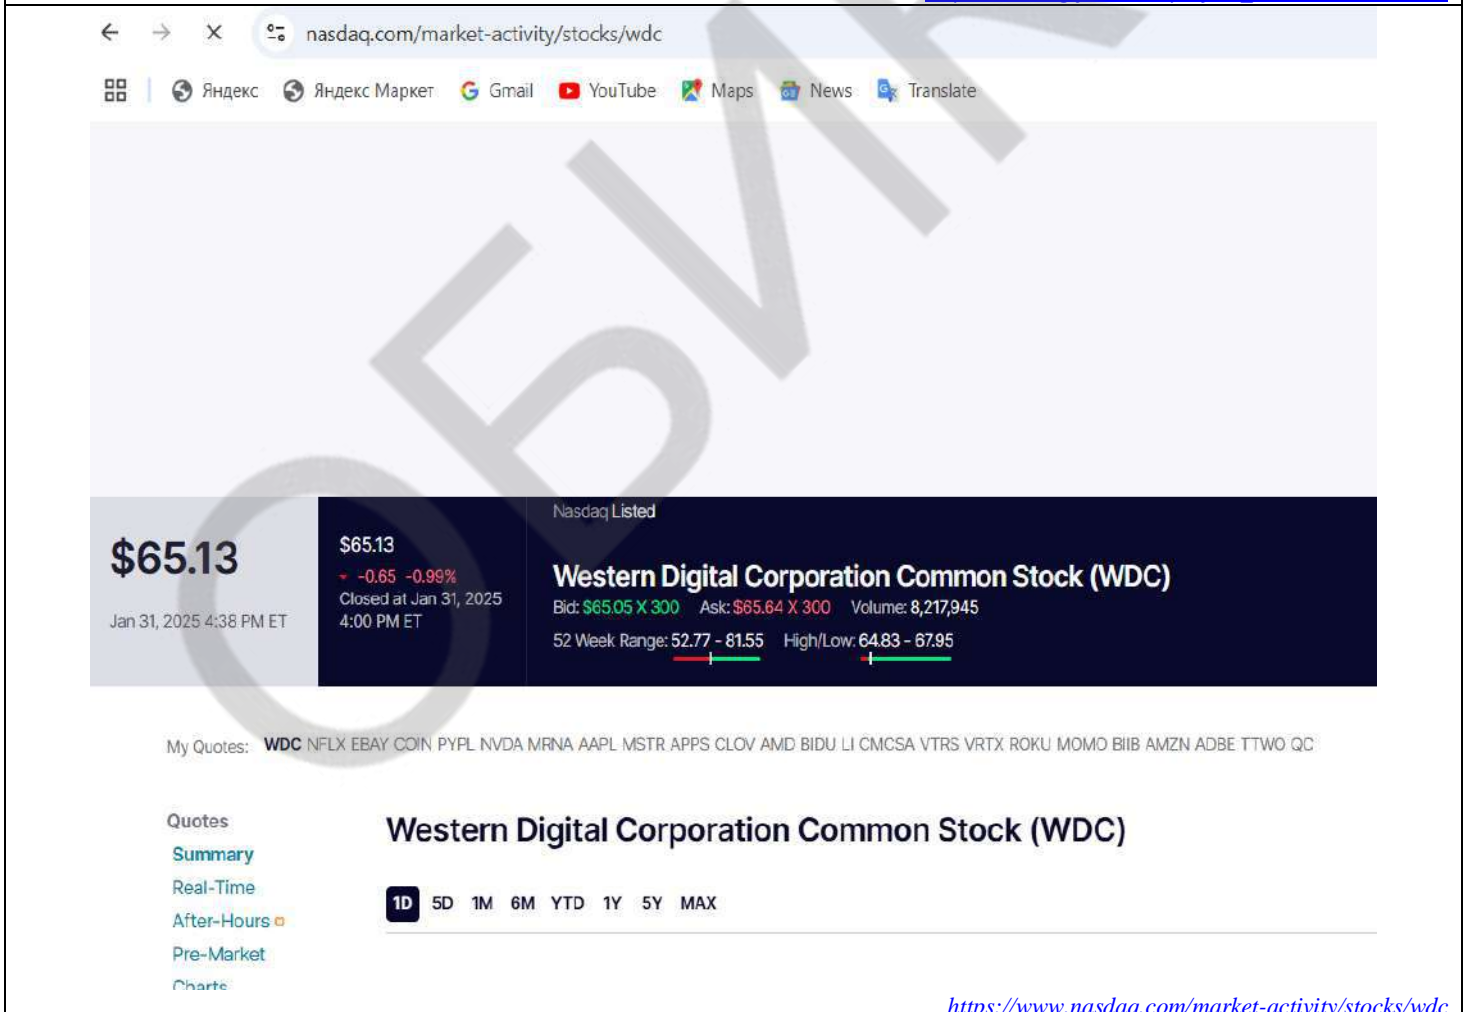 nasdaq.com/market-activity/stocks/wdc
Яндекс Яндекс Маркет Gmail YouTube Maps News Translate
Nasdaq Listed
$65.13
Jan 31, 2025 4:38 PM ET
$65.13
-0.65 -0.99%
Closed at Jan 31, 2025
4:00 PM ET
Western Digital Corporation Common Stock (WDC)
Bid: $65.05 X 300 Ask: $65.64 X 300 Volume: 8,217,945
52 Week Range: 52.77 - 81.55 High/Low: 64.83 - 67.95
My Quotes: WDC NFLX EBAY COIN PYPL NVDA MRNA AAPL MSTR APPS CLOV AMD BIDU LI CMCSA VTRS VRTX ROKU MOMO BIIB AMZN ADBE TTWO QC
Quotes
Summary
Real-Time
After-Hours
Pre-Market
Charts
Western Digital Corporation Common Stock (WDC)
1D 5D 1M 6M YTD 1Y 5Y MAX
https://www.nasdaq.com/market-activity/stocks/wdc
ОБИК